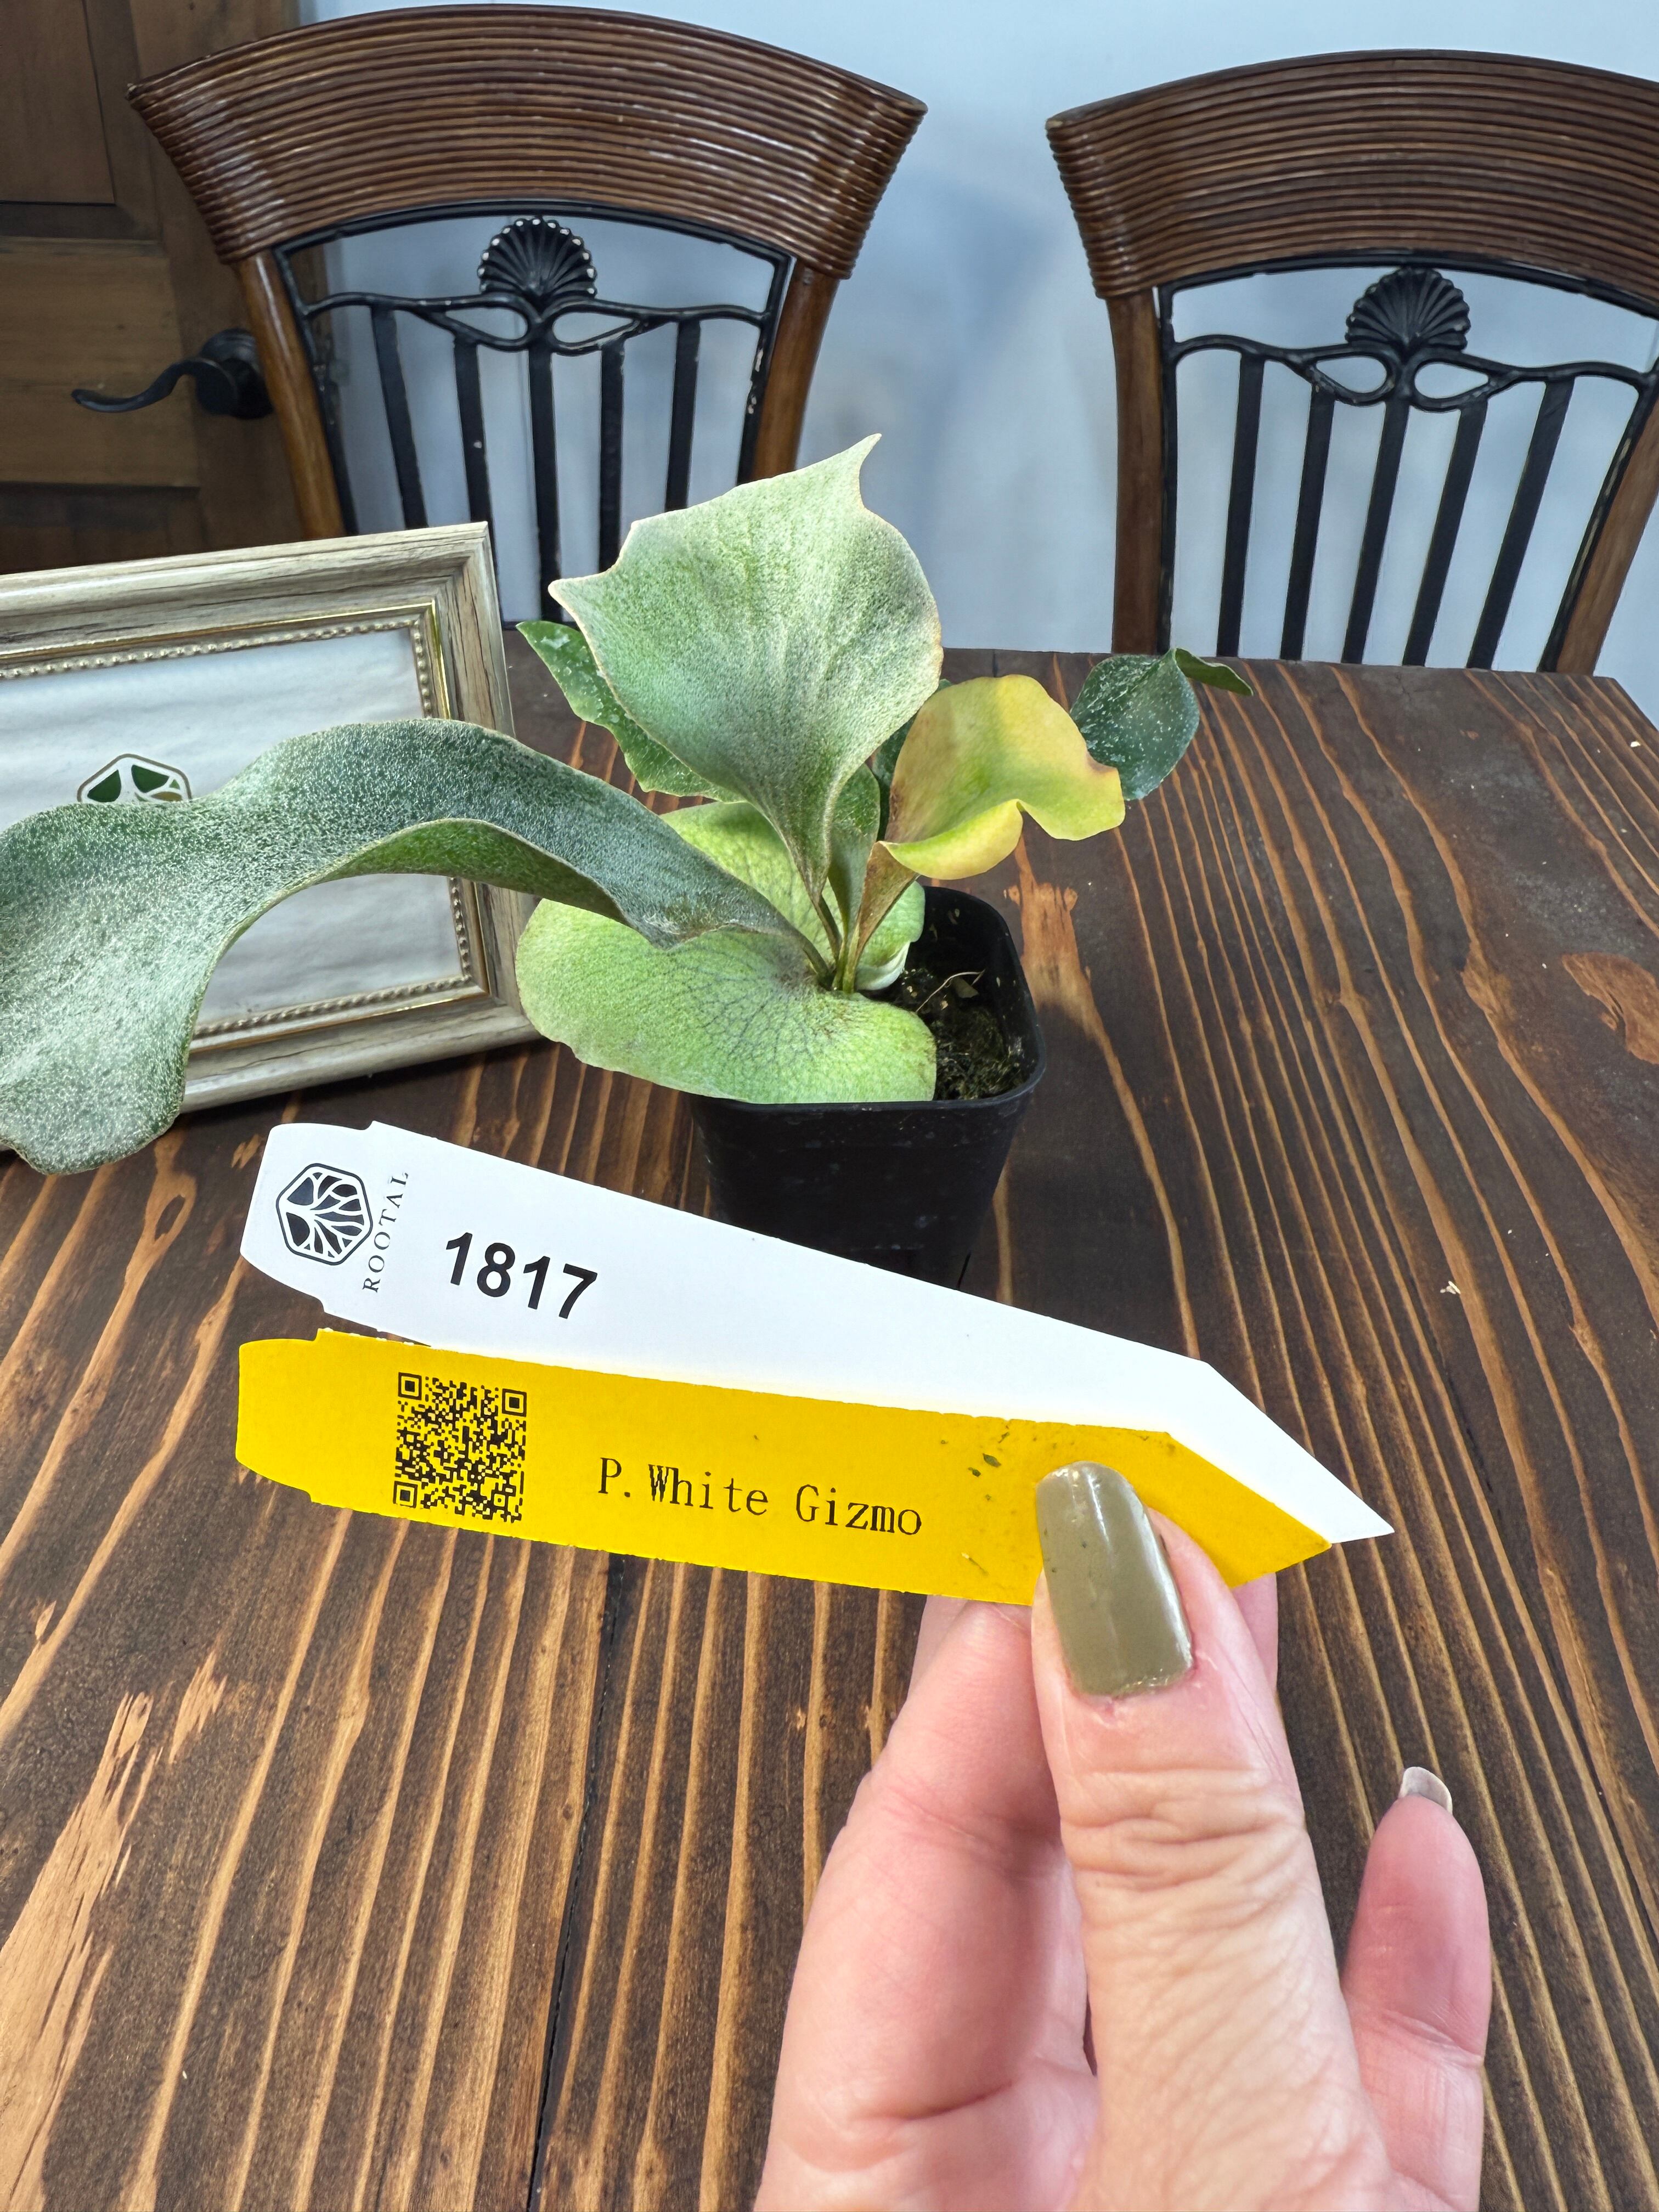 ROOTAL
1817
P. White Gizmo